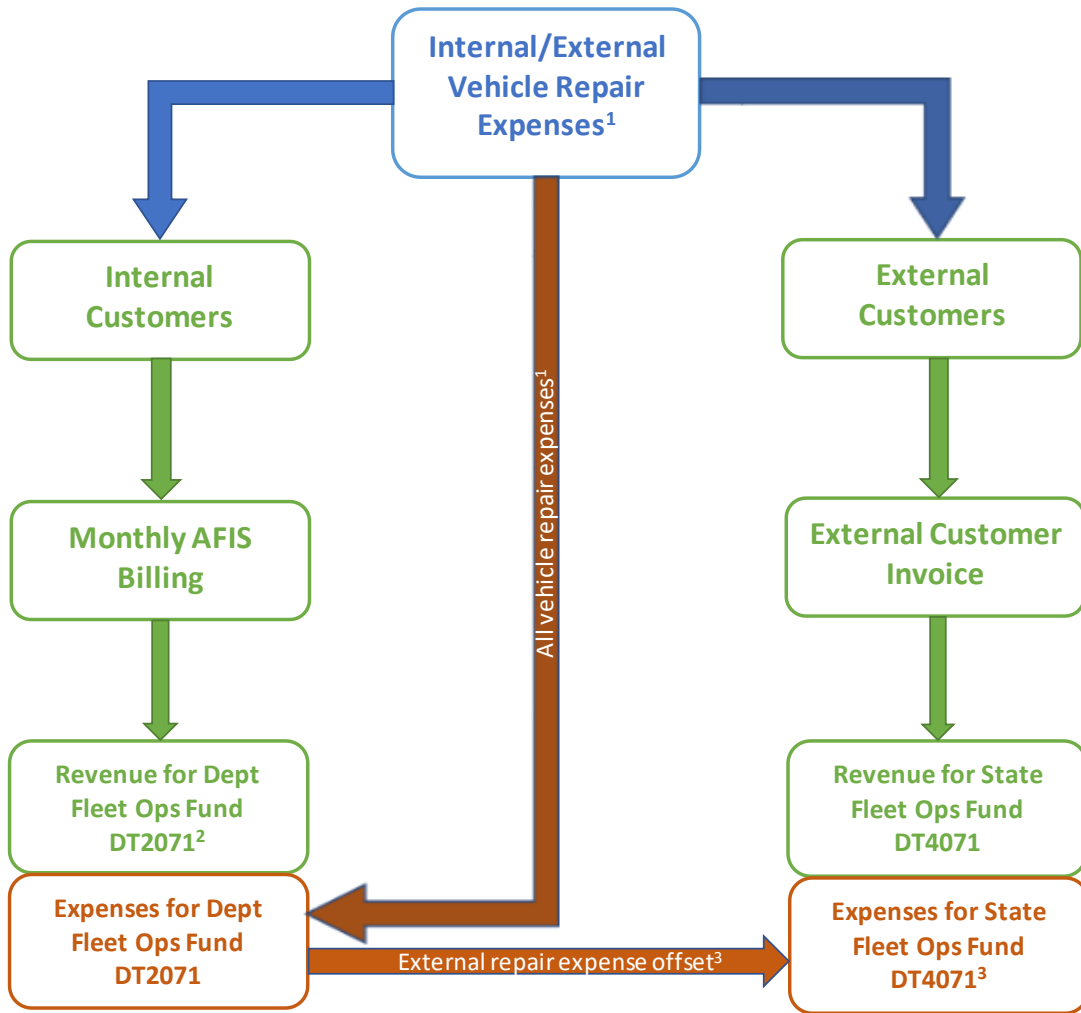 Internal/External
Vehicle Repair
Expenses¹
Internal
Customers
External
Customers
All vehicle repair expenses¹
Monthly AFIS
Billing
External Customer
Invoice
Revenue for Dept
Fleet Ops Fund
DT2071²
Revenue for State
Fleet Ops Fund
DT4071
Expenses for Dept
Fleet Ops Fund
DT2071
External repair expense offset³
Expenses for State
Fleet Ops Fund
DT4071³